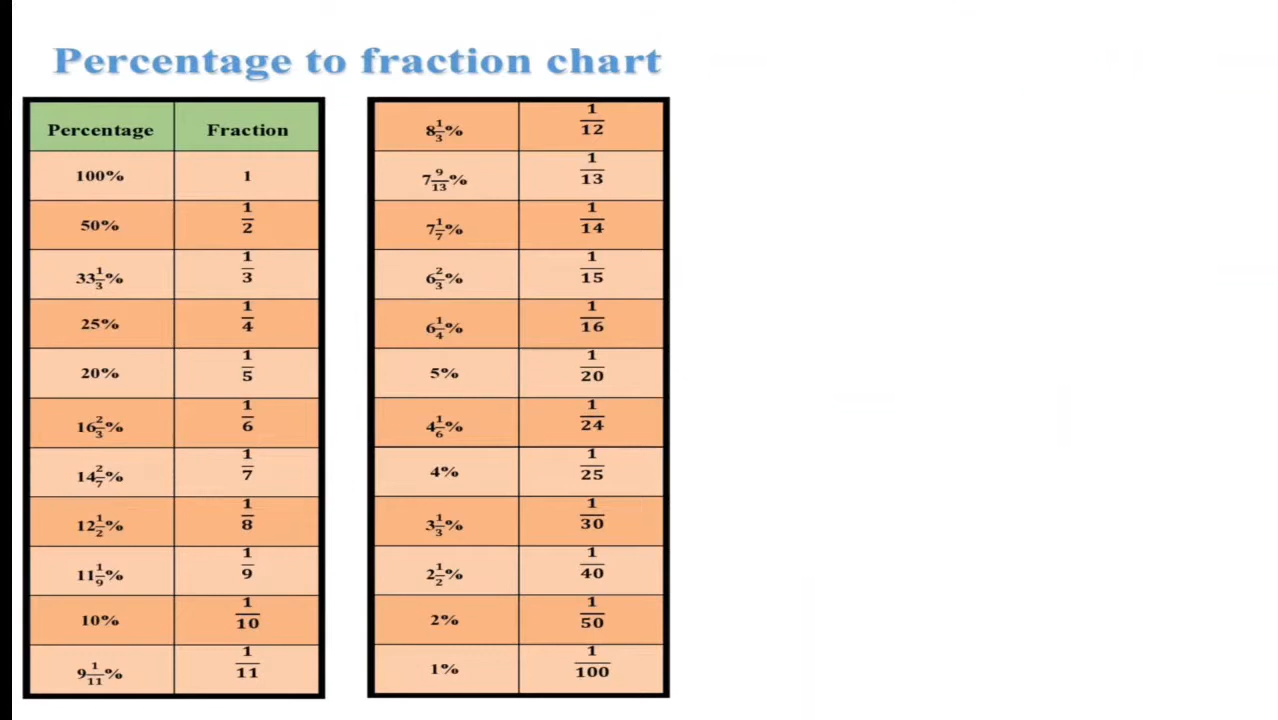 Percentage to fraction chart
Percentage Fraction
100% 1
50% 1/2
33 1/3% 1/3
25% 1/4
20% 1/5
16 2/3% 1/6
14 2/7% 1/7
12 1/2% 1/8
11 1/9% 1/9
10% 1/10
9 1/11% 1/11
8 1/3% 1/12
7 9/13% 1/13
7 1/7% 1/14
6 2/3% 1/15
6 1/4% 1/16
5% 1/20
4 1/6% 1/24
4% 1/25
3 1/3% 1/30
2 1/2% 1/40
2% 1/50
1% 1/100